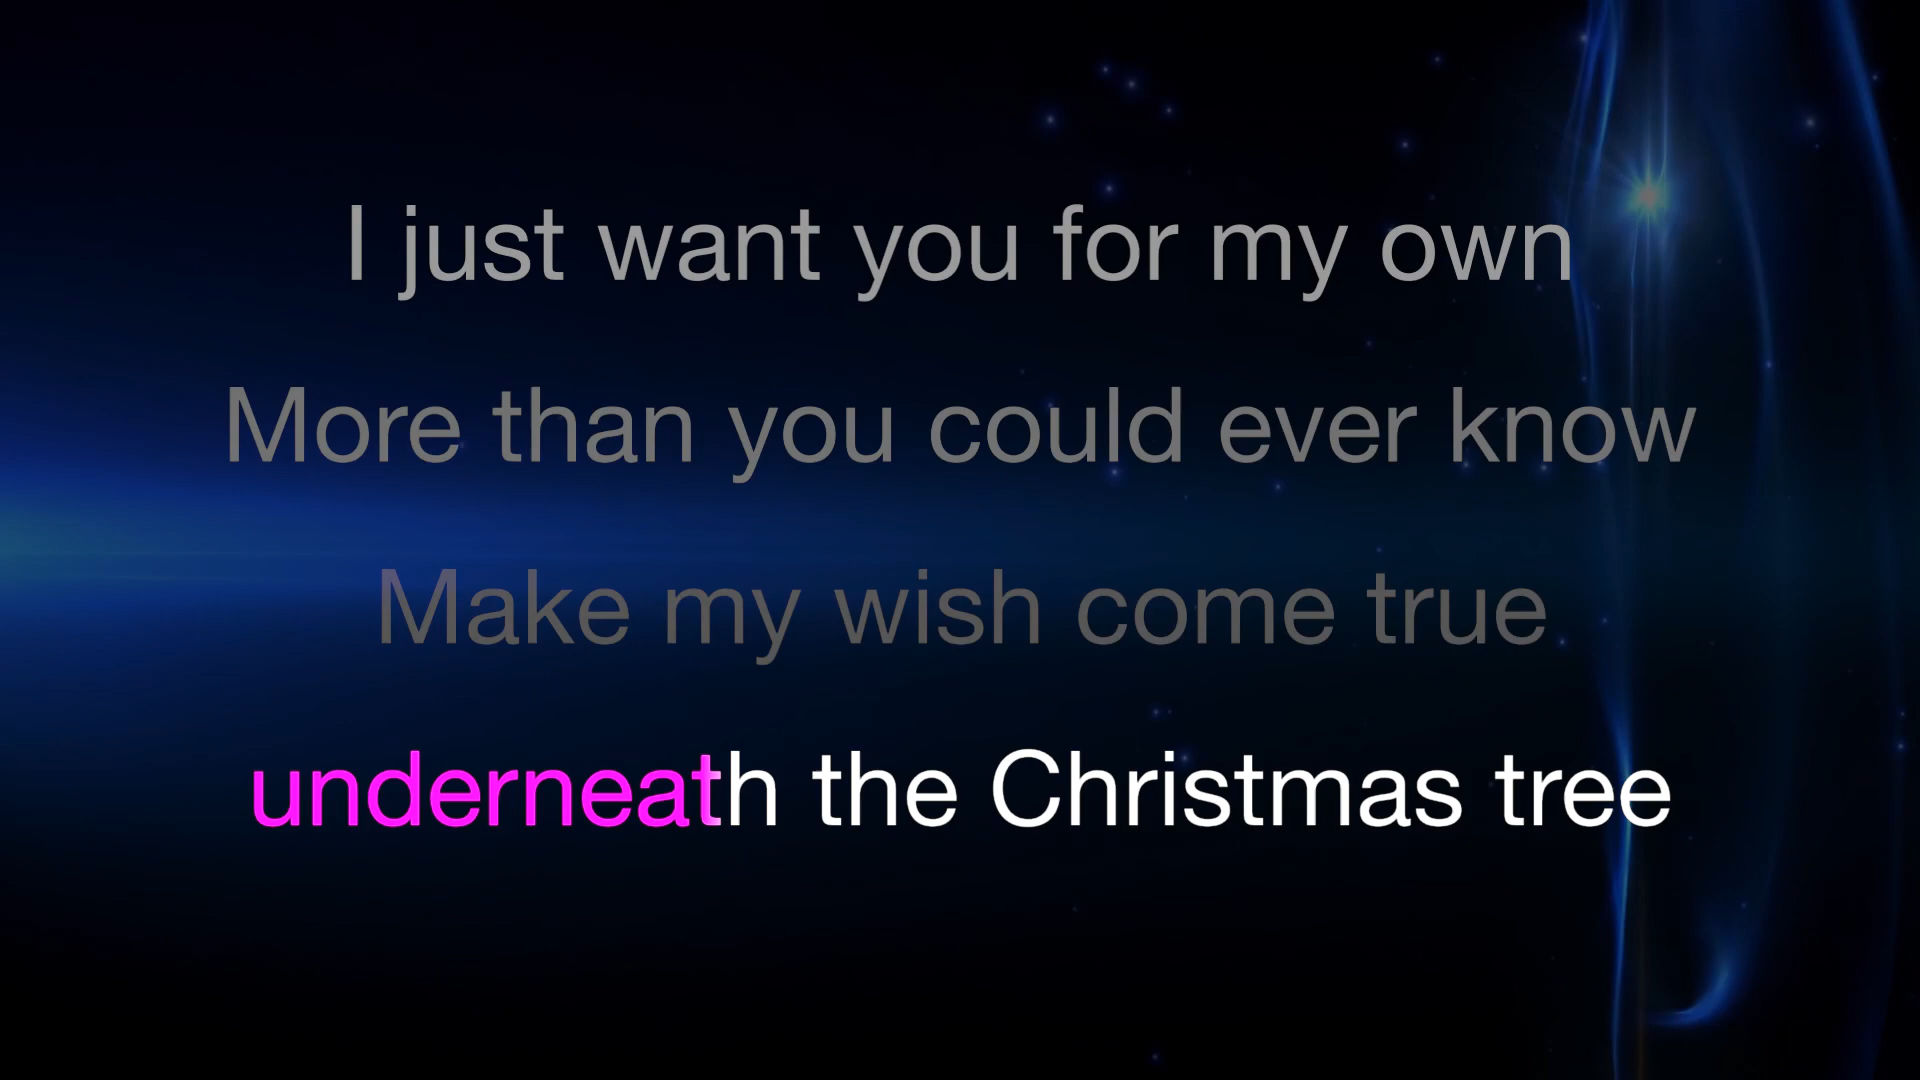 I just want you for my own
More than you could ever know
Make my wish come true
underneath the Christmas tree